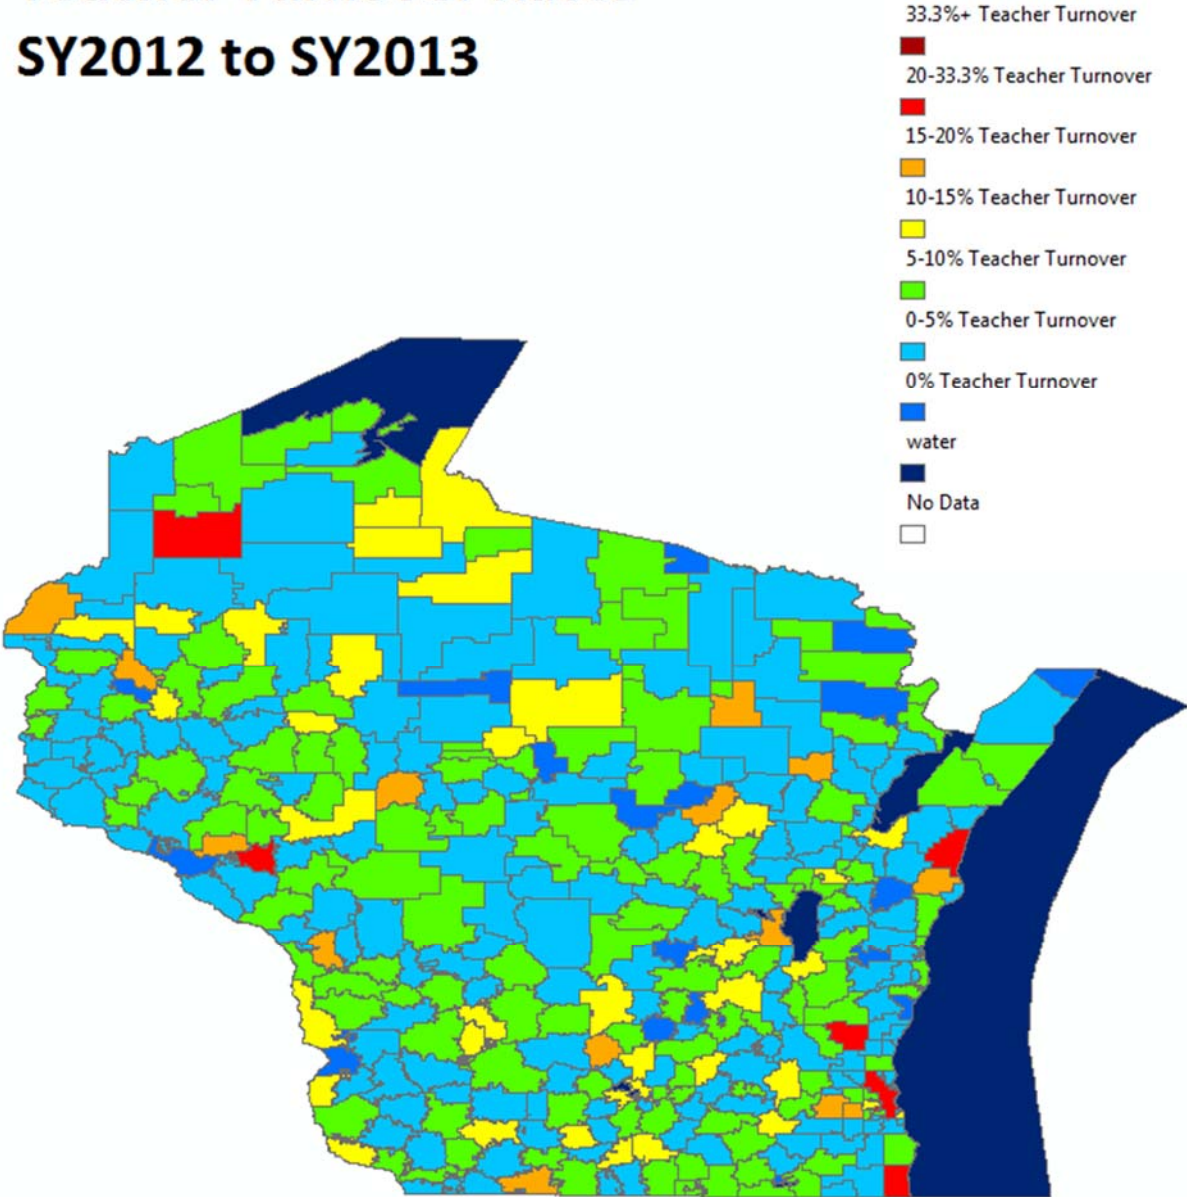 SY2012 to SY2013
33.3%+ Teacher Turnover
20-33.3% Teacher Turnover
15-20% Teacher Turnover
10-15% Teacher Turnover
5-10% Teacher Turnover
0-5% Teacher Turnover
0% Teacher Turnover
water
No Data